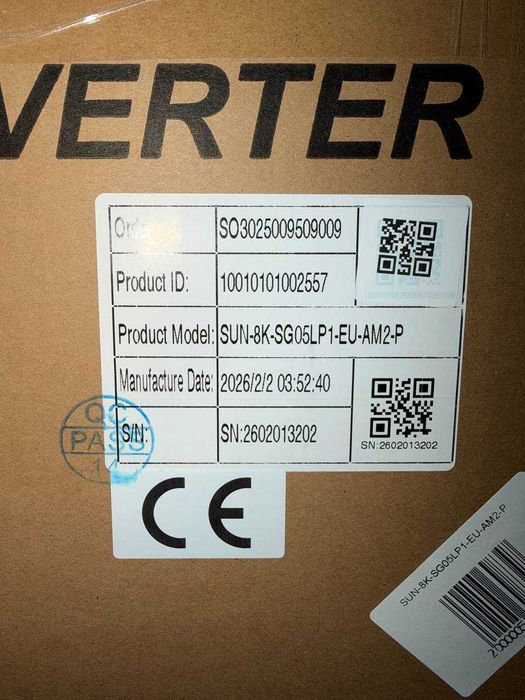 VERTER
SO3025009509009
Product ID: 10010101002557
Product Model: SUN-8K-SG05LP1-EU-AM2-P
Manufacture Date: 2026/2/2 03:52:40
S/N: SN:2602013202
SN:2602013202
QC
PASS
14
CE
SUN-8K-SG05LP1-EU-AM2-P